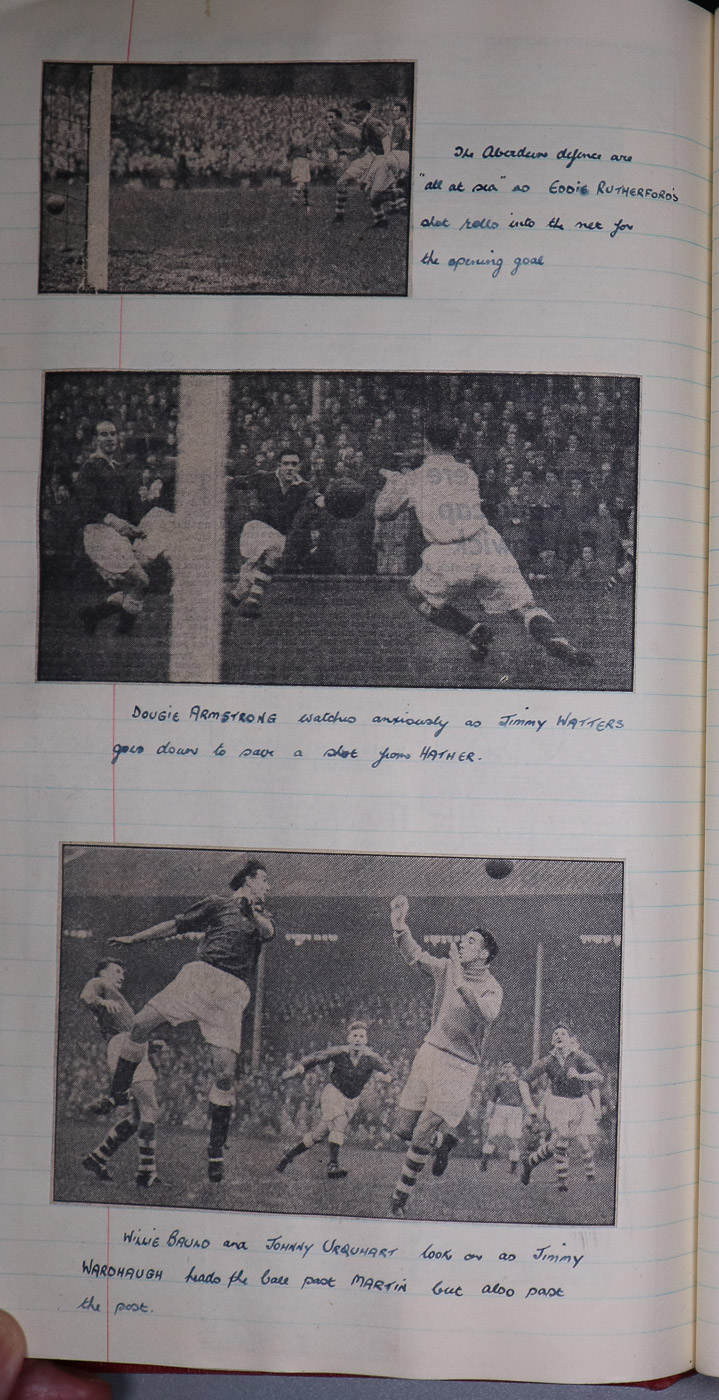 The Aberdeen defence are
"all at sea" as EDDIE RUTHERFORD'S
shot rolls into the net for
the opening goal
DOUGIE ARMSTRONG watches anxiously as JIMMY WATTERS
goes down to save a shot from HATHER.
WILLIE BAULD and JOHNNY URQUHART look on as JIMMY
WARDHAUGH heads the ball past MARTIN but also past
the post.